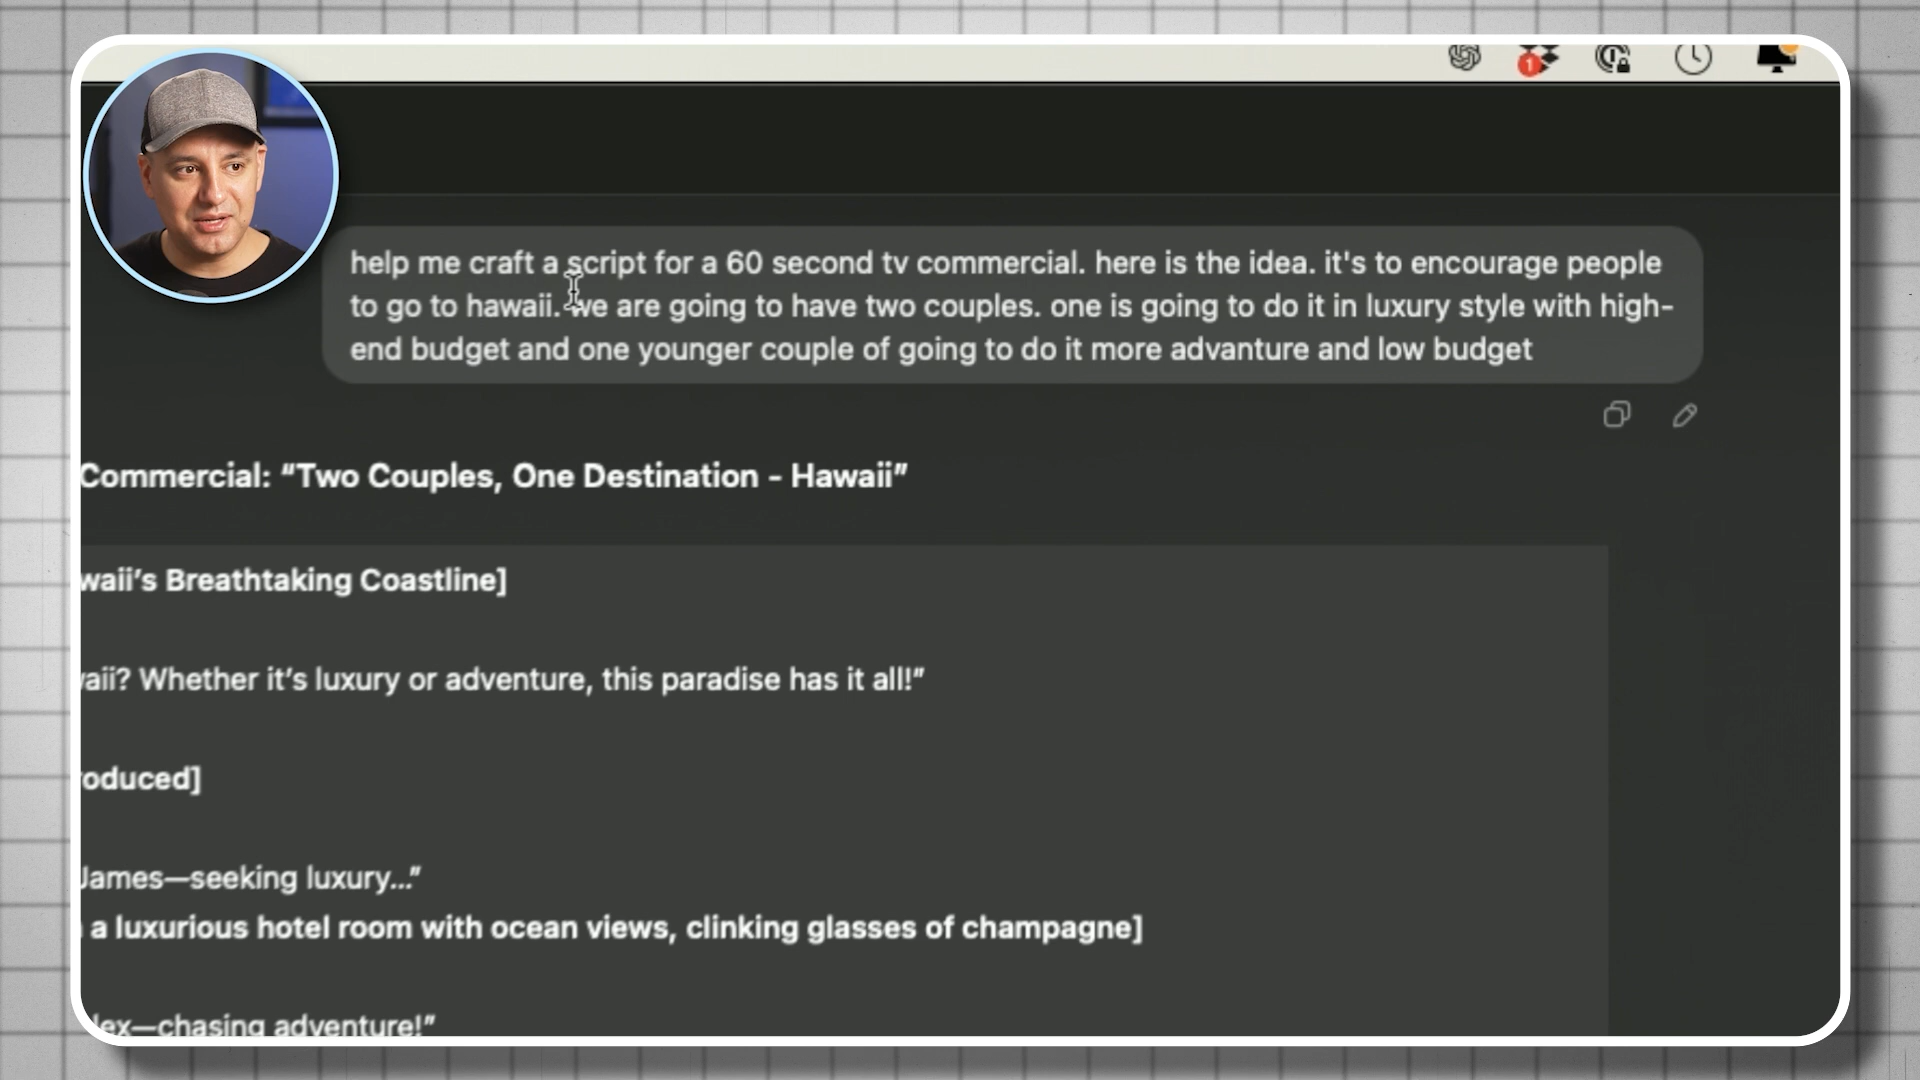 1
help me craft a script for a 60 second tv commercial. here is the idea. it's to encourage people
to go to hawaii. we are going to have two couples. one is going to do it in luxury style with high-
end budget and one younger couple of going to do it more advanture and low budget
Commercial: “Two Couples, One Destination - Hawaii”
waii’s Breathtaking Coastline]
aii? Whether it’s luxury or adventure, this paradise has it all!”
oduced]
James—seeking luxury...”
a luxurious hotel room with ocean views, clinking glasses of champagne]
lex—chasing adventure!”